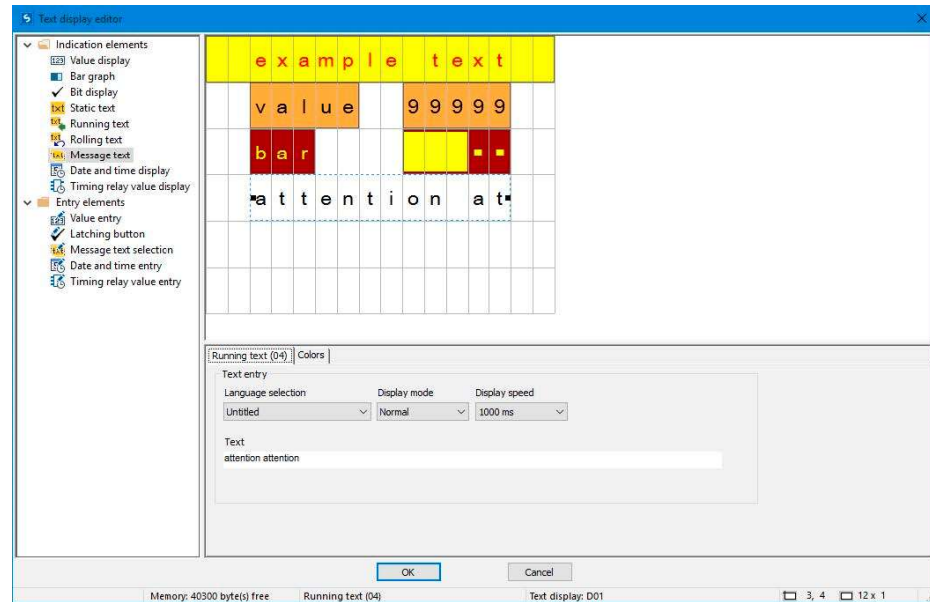 Text display editor
Indication elements
Value display
Bar graph
Bit display
Static text
Running text
Rolling text
Message text
Date and time display
Timing relay value display
Entry elements
Value entry
Latching button
Message text selection
Date and time entry
Timing relay value entry
example text
value 99999
bar
attention at
Running text (04) Colors
Text entry
Language selection Display mode Display speed
Untitled Normal 1000 ms
Text
attention attention
OK Cancel
Memory: 40300 byte(s) free Running text (04) Text display: D01 3, 4 12 x 1